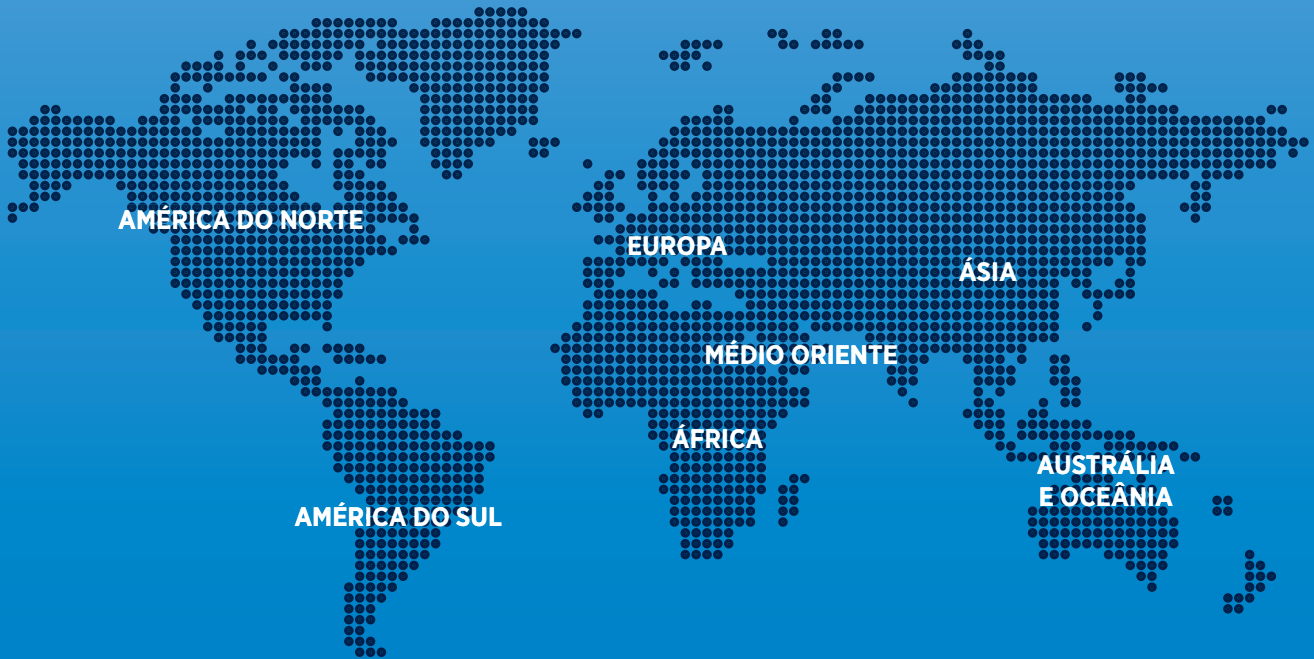 AMÉRICA DO NORTE
EUROPA
ÁSIA
MÉDIO ORIENTE
ÁFRICA
AUSTRÁLIA
E OCEÂNIA
AMÉRICA DO SUL